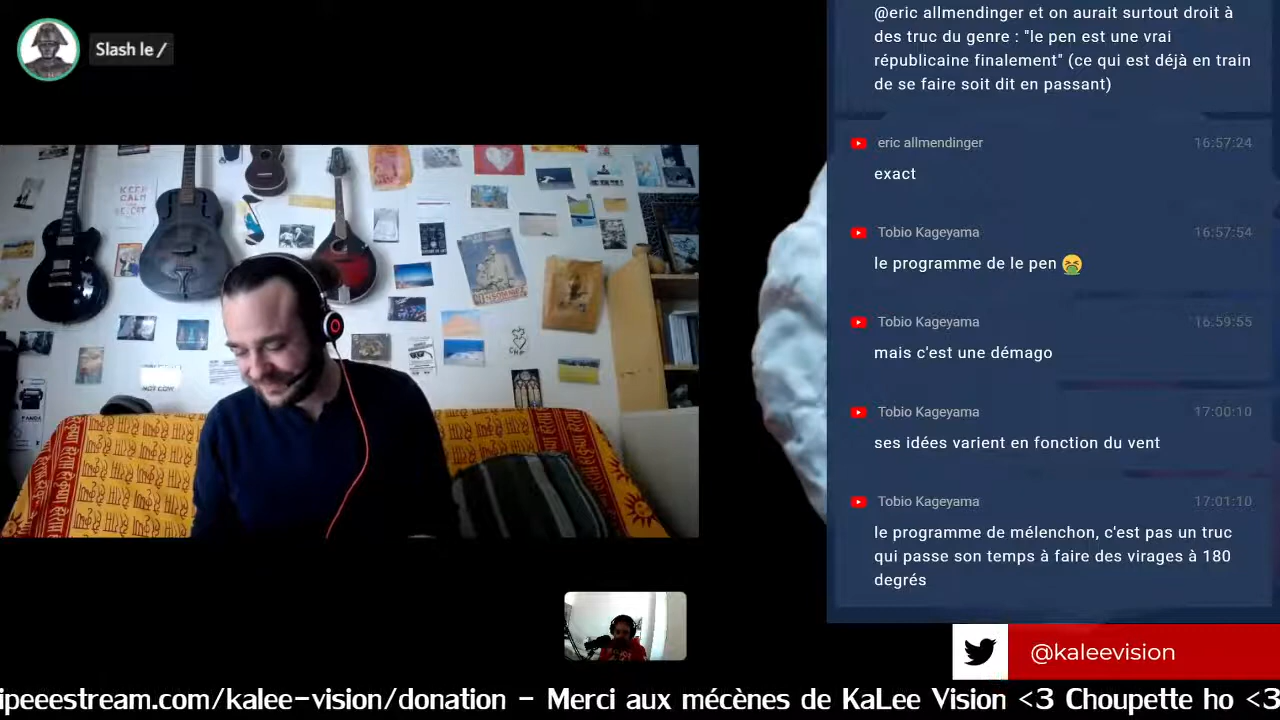 Slash le /
@eric allmendinger et on aurait surtout droit à
des truc du genre : "le pen est une vrai
républicaine finalement" (ce qui est déjà en train
de se faire soit dit en passant)
eric allmendinger 16:57:24
exact
Tobio Kageyama 16:57:54
le programme de le pen 🤮
Tobio Kageyama 16:59:55
mais c'est une démago
Tobio Kageyama 17:00:10
ses idées varient en fonction du vent
Tobio Kageyama 17:01:10
le programme de mélenchon, c'est pas un truc
qui passe son temps à faire des virages à 180
degrés
KEEP
CALM
@kaleevision
ipeeestream.com/kalee-vision/donation - Merci aux mécènes de KaLee Vision <3 Choupette ho <3